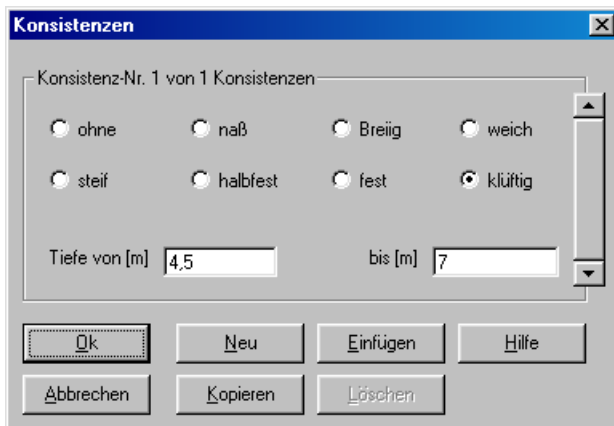 Konsistenzen
Konsistenz-Nr. 1 von 1 Konsistenzen
ohne naß Breiig weich
steif halbfest fest klüftig
Tiefe von [m] 4,5 bis [m] 7
Ok Neu Einfügen Hilfe
Abbrechen Kopieren Löschen